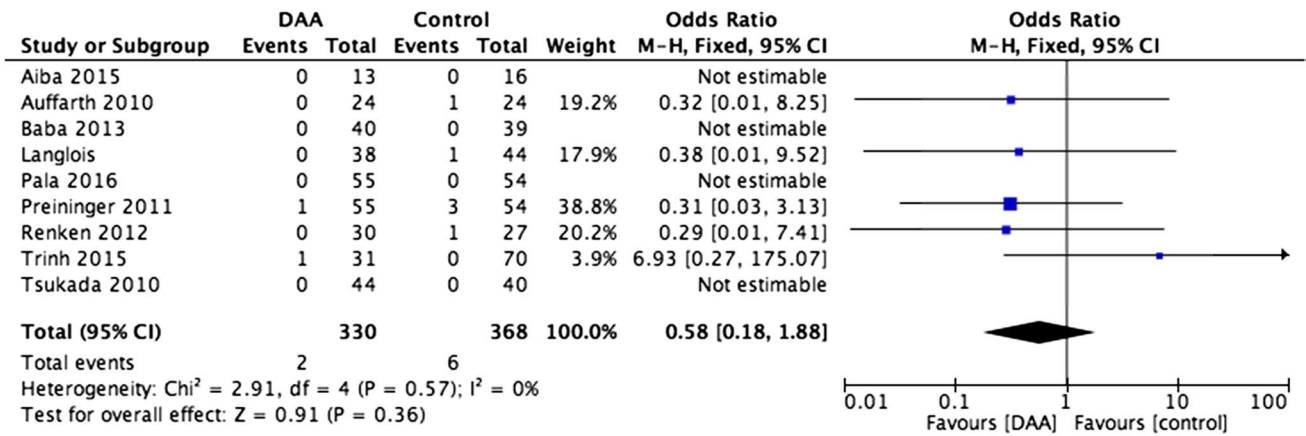 DAA Control Odds Ratio Odds Ratio
Study or Subgroup Events Total Events Total Weight M-H, Fixed, 95% CI M-H, Fixed, 95% CI
Aiba 2015 0 13 0 16 Not estimable
Auffarth 2010 0 24 1 24 19.2% 0.32 [0.01, 8.25]
Baba 2013 0 40 0 39 Not estimable
Langlois 0 38 1 44 17.9% 0.38 [0.01, 9.52]
Pala 2016 0 55 0 54 Not estimable
Preininger 2011 1 55 3 54 38.8% 0.31 [0.03, 3.13]
Renken 2012 0 30 1 27 20.2% 0.29 [0.01, 7.41]
Trinh 2015 1 31 0 70 3.9% 6.93 [0.27, 175.07]
Tsukada 2010 0 44 0 40 Not estimable
Total (95% CI) 330 368 100.0% 0.58 [0.18, 1.88]
Total events 2 6
Heterogeneity: Chi² = 2.91, df = 4 (P = 0.57); I² = 0%
Test for overall effect: Z = 0.91 (P = 0.36)
0.01 0.1 1 10 100
Favours [DAA] Favours [control]